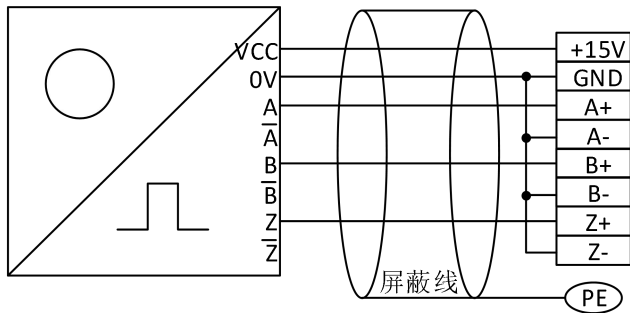 VCC +15V
0V GND
A A+
A̅ A-
B B+
B̅ B-
Z Z+
Z̅ Z-
屏蔽线
PE